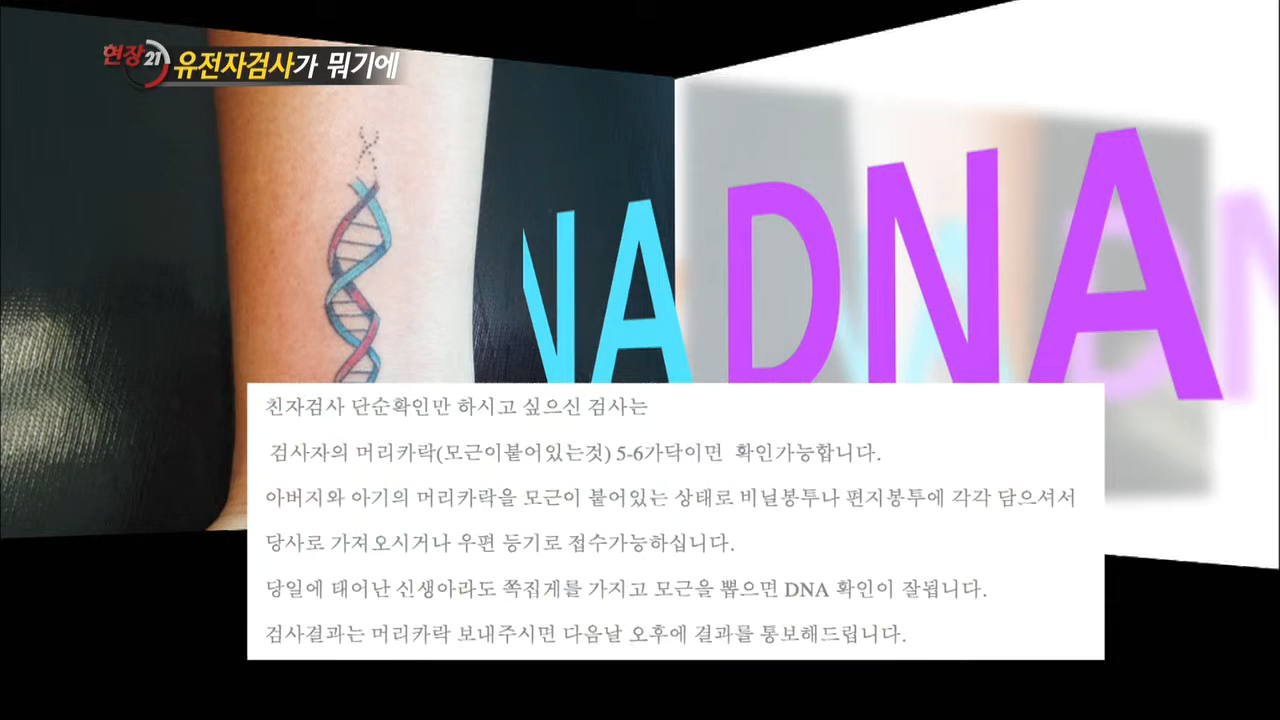 현장21 유전자검사가 뭐기에
NA
DNA
친자검사 단순확인만 하시고 싶으신 검사는
검사자의 머리카락(모근이붙어있는것) 5-6가닥이면 확인가능합니다.
아버지와 아기의 머리카락을 모근이 붙어있는 상태로 비닐봉투나 편지봉투에 각각 담으셔서
당사로 가져오시거나 우편 등기로 접수가능하십니다.
당일에 태어난 신생아라도 쪽집게를 가지고 모근을 뽑으면 DNA 확인이 잘됩니다.
검사결과는 머리카락 보내주시면 다음날 오후에 결과를 통보해드립니다.